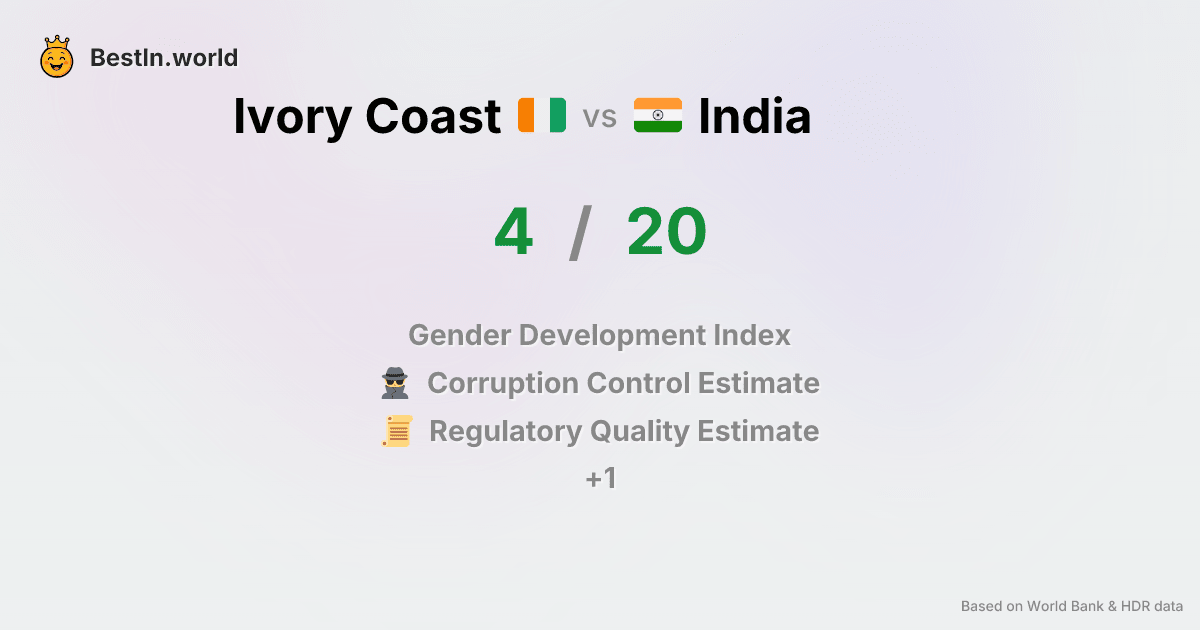 BestIn.world
Ivory Coast vs India
4 / 20
Gender Development Index
Corruption Control Estimate
Regulatory Quality Estimate
+1
Based on World Bank & HDR data